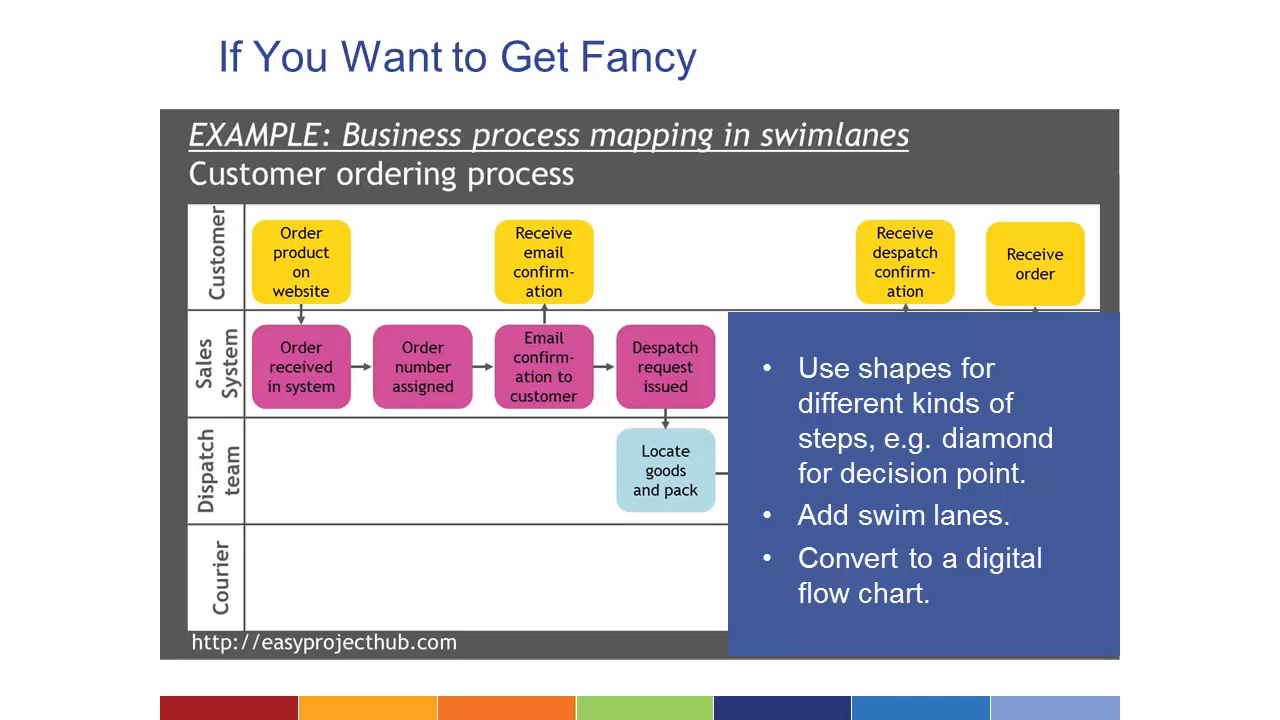 If You Want to Get Fancy
EXAMPLE: Business process mapping in swimlanes
Customer ordering process
Customer
Order
product
on
website
Receive
email
confirm-
ation
Receive
despatch
confirm-
ation
Receive
order
Sales
System
Order
received
in system
Order
number
assigned
Email
confirm-
ation to
customer
Despatch
request
issued
Dispatch
team
Locate
goods
and pack
Courier
http://easyprojecthub.com
• Use shapes for
different kinds of
steps, e.g. diamond
for decision point.
• Add swim lanes.
• Convert to a digital
flow chart.